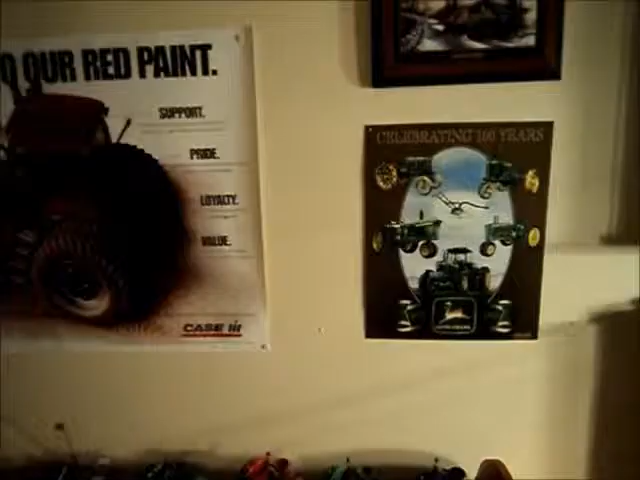 O OUR RED PAINT.
SUPPORT.
PRIDE.
LOYALTY.
VALUE.
CASE IH
CELEBRATING 100 YEARS